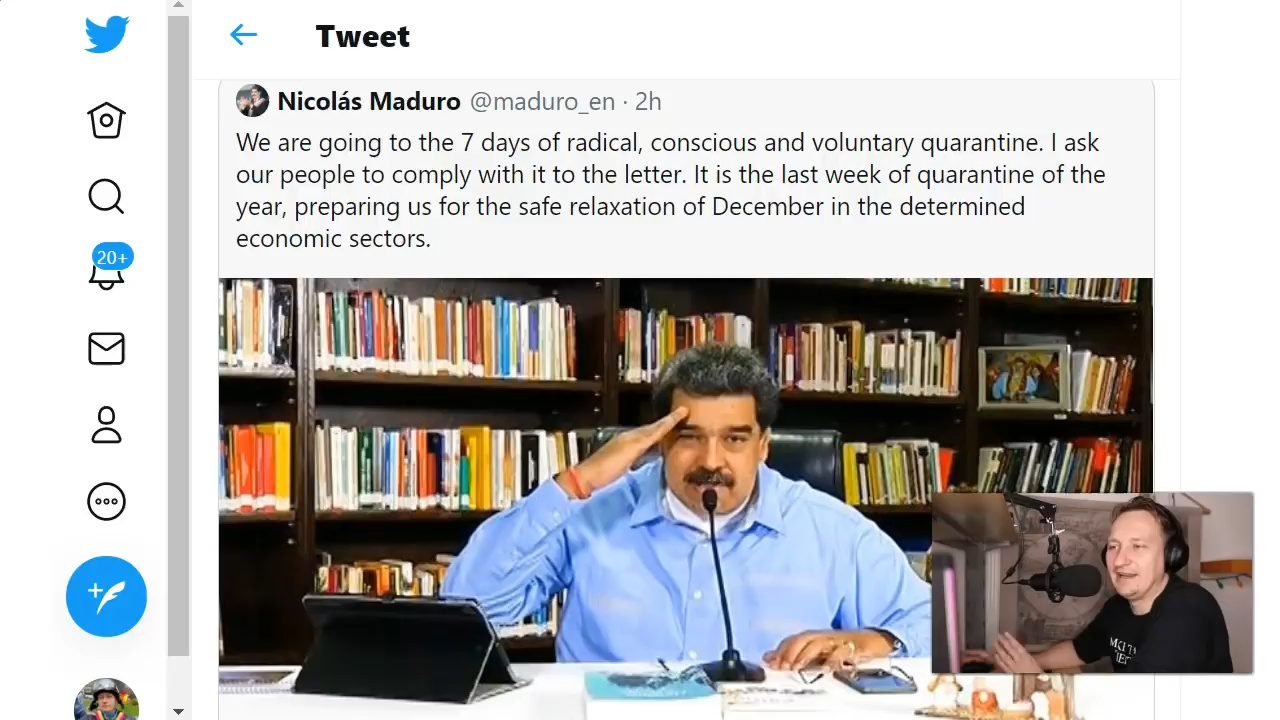 Tweet
Nicolás Maduro @maduro_en · 2h
We are going to the 7 days of radical, conscious and voluntary quarantine. I ask
our people to comply with it to the letter. It is the last week of quarantine of the
year, preparing us for the safe relaxation of December in the determined
economic sectors.
20+